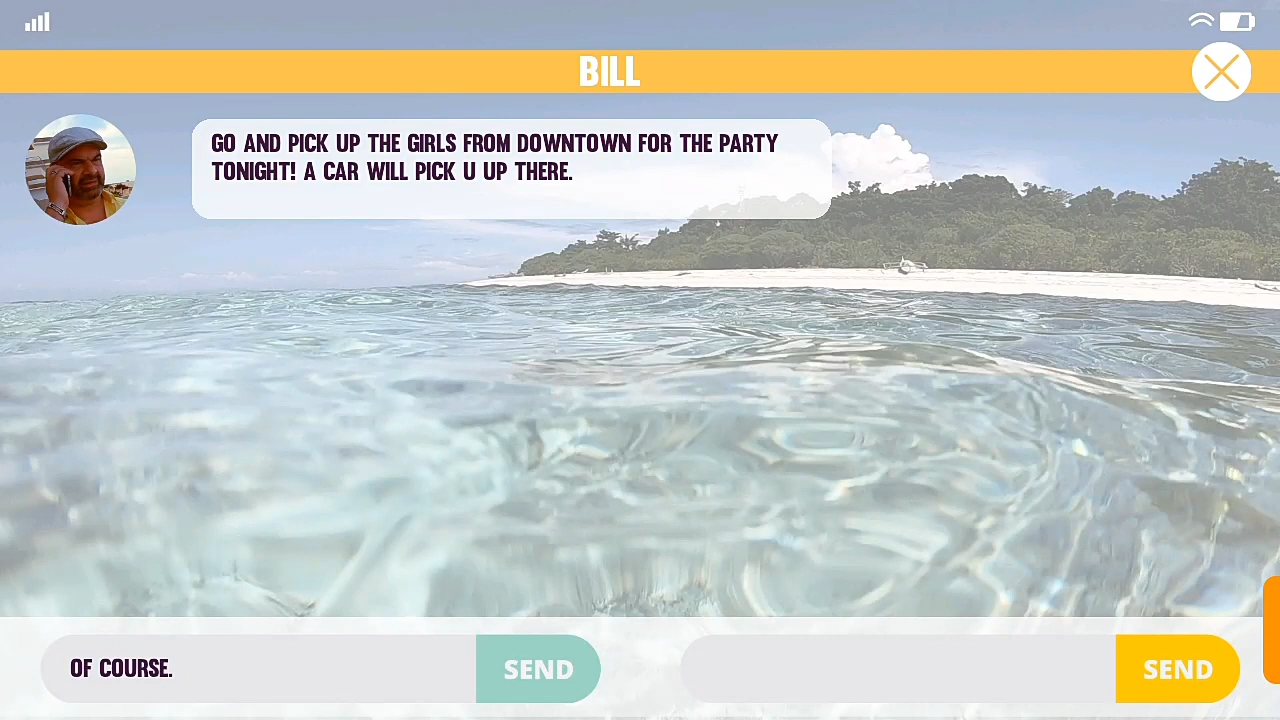 BILL
GO AND PICK UP THE GIRLS FROM DOWNTOWN FOR THE PARTY
TONIGHT! A CAR WILL PICK U UP THERE.
OF COURSE.
SEND
SEND